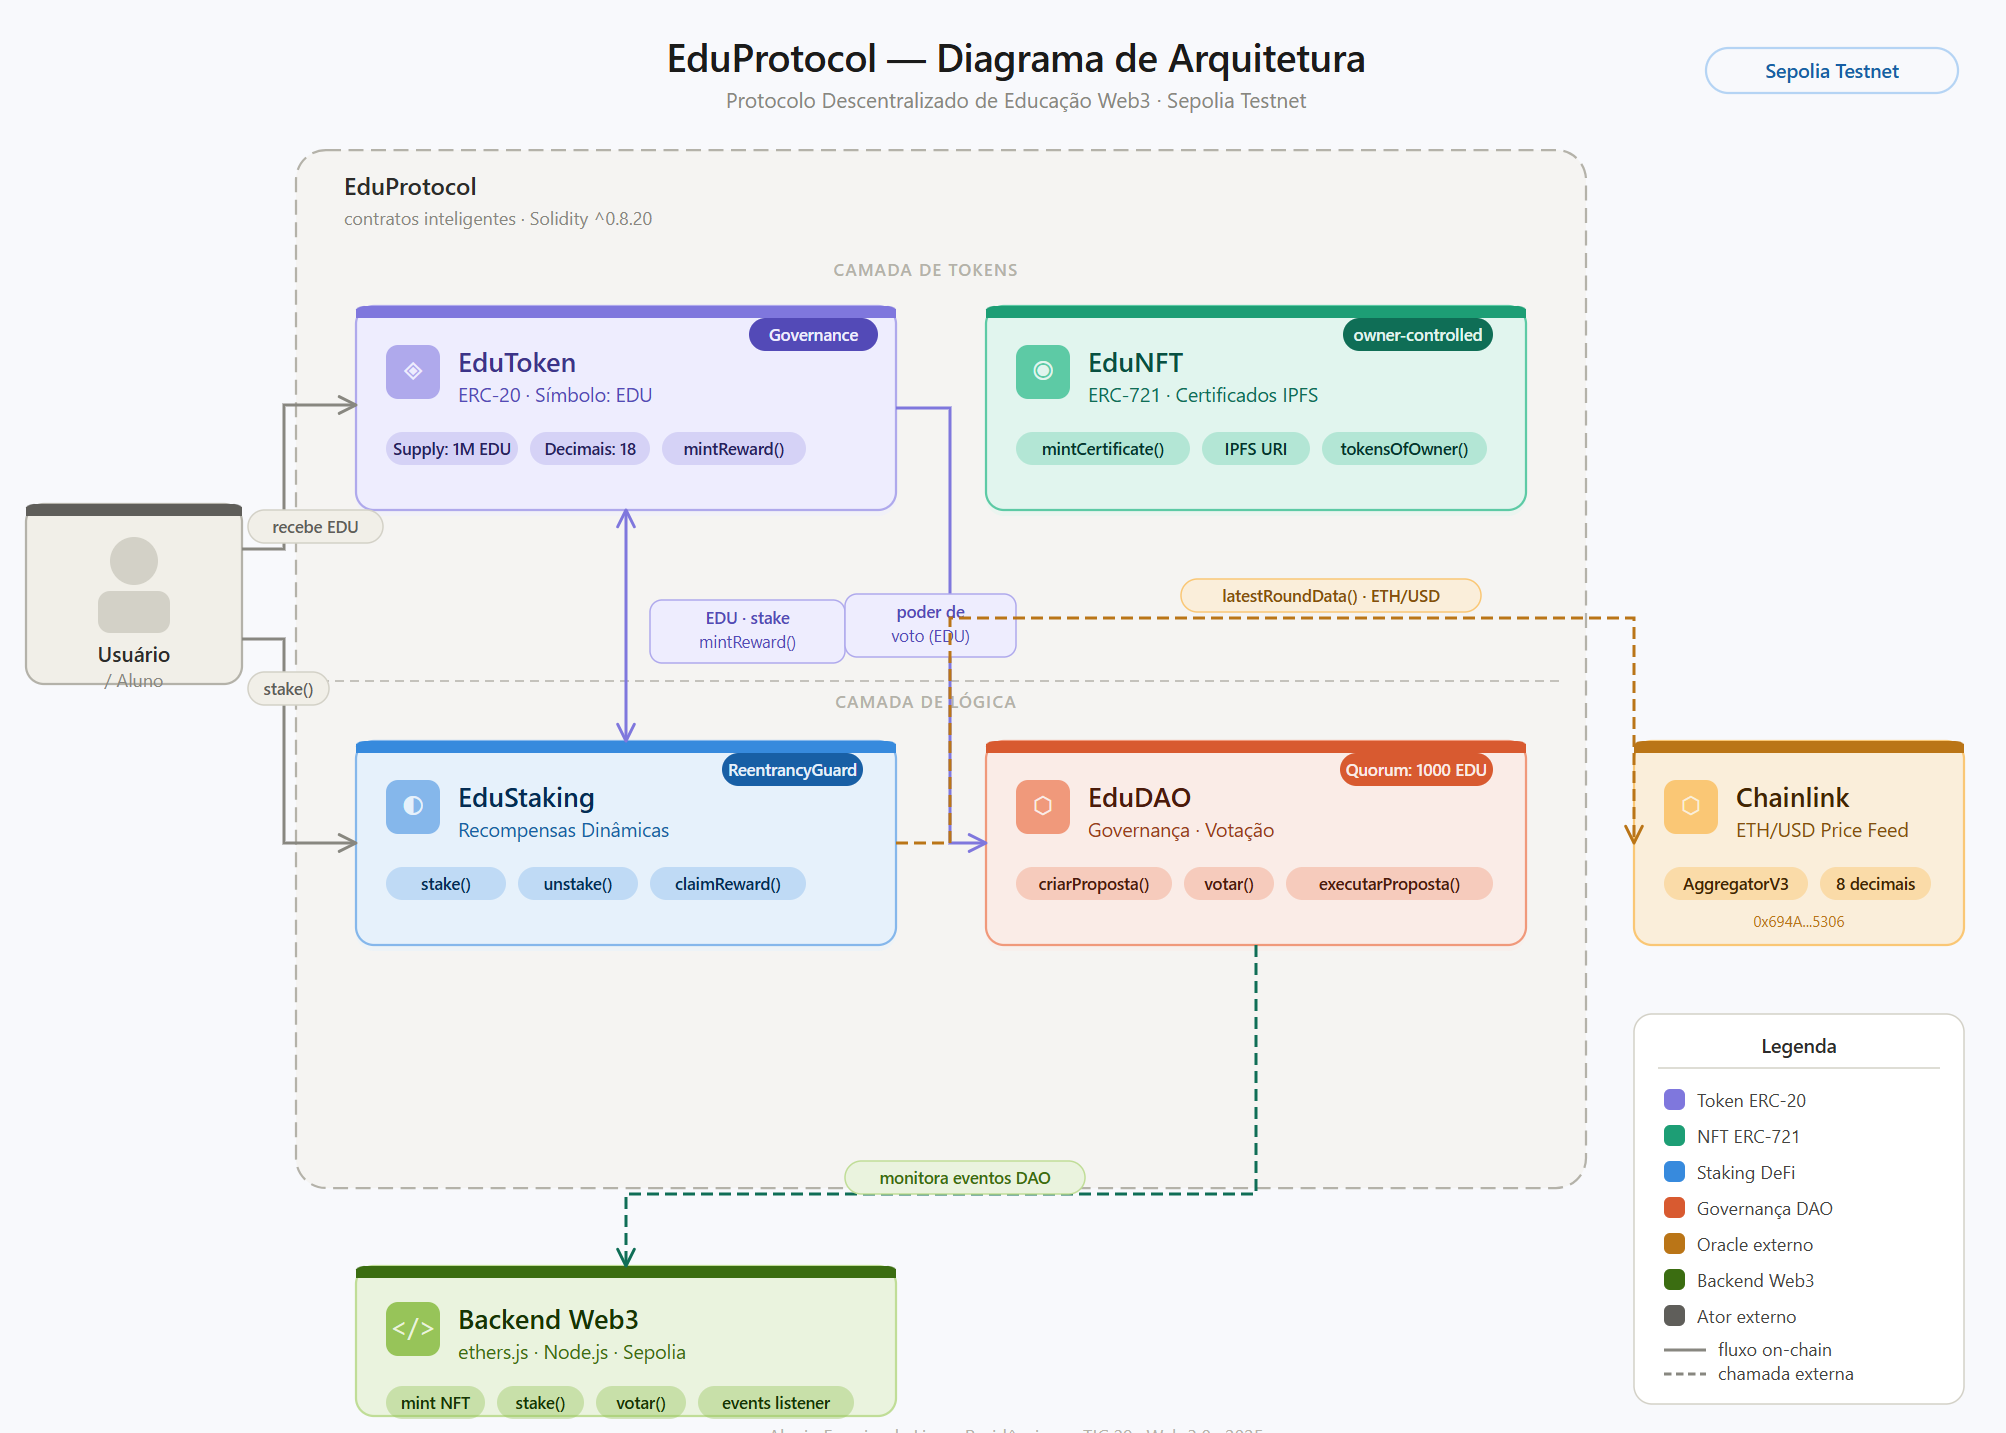 EduProtocol — Diagrama de Arquitetura
Protocolo Descentralizado de Educação Web3 · Sepolia Testnet
Sepolia Testnet
EduProtocol
contratos inteligentes · Solidity ^0.8.20
CAMADA DE TOKENS
Governance
EduToken
ERC-20 · Símbolo: EDU
Supply: 1M EDU
Decimais: 18
mintReward()
owner-controlled
EduNFT
ERC-721 · Certificados IPFS
mintCertificate()
IPFS URI
tokensOfOwner()
recebe EDU
Usuário
/ Aluno
stake()
EDU · stake
mintReward()
poder de
voto (EDU)
latestRoundData() · ETH/USD
CAMADA DE LÓGICA
ReentrancyGuard
EduStaking
Recompensas Dinâmicas
stake()
unstake()
claimReward()
Quorum: 1000 EDU
EduDAO
Governança · Votação
criarProposta()
votar()
executarProposta()
Chainlink
ETH/USD Price Feed
AggregatorV3
8 decimais
0x694A...5306
monitora eventos DAO
</>
Backend Web3
ethers.js · Node.js · Sepolia
mint NFT
stake()
votar()
events listener
Legenda
Token ERC-20
NFT ERC-721
Staking DeFi
Governança DAO
Oracle externo
Backend Web3
Ator externo
fluxo on-chain
chamada externa